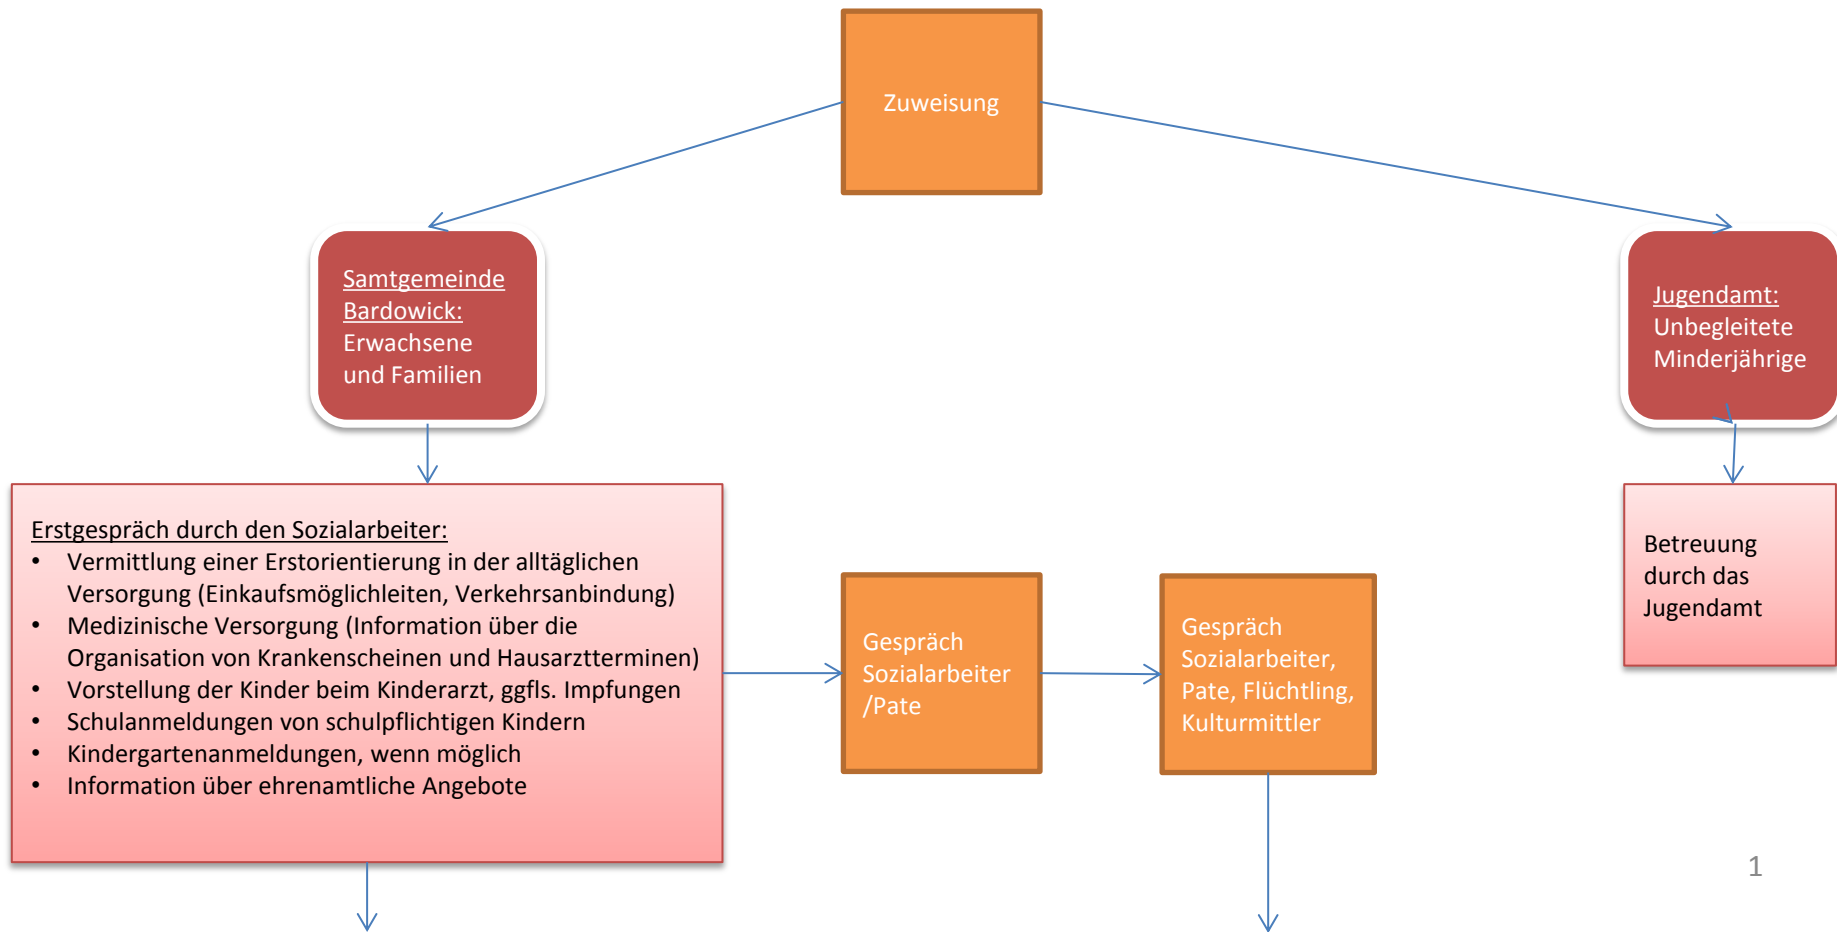 Zuweisung
Samtgemeinde
Bardowick:
Erwachsene
und Familien
Jugendamt:
Unbegleitete
Minderjährige
Erstgespräch durch den Sozialarbeiter:
• Vermittlung einer Erstorientierung in der alltäglichen
Versorgung (Einkaufsmöglichleiten, Verkehrsanbindung)
• Medizinische Versorgung (Information über die
Organisation von Krankenscheinen und Hausarztterminen)
• Vorstellung der Kinder beim Kinderarzt, ggfls. Impfungen
• Schulanmeldungen von schulpflichtigen Kindern
• Kindergartenanmeldungen, wenn möglich
• Information über ehrenamtliche Angebote
Gespräch
Sozialarbeiter
/Pate
Gespräch
Sozialarbeiter,
Pate, Flüchtling,
Kulturmittler
Betreuung
durch das
Jugendamt
1